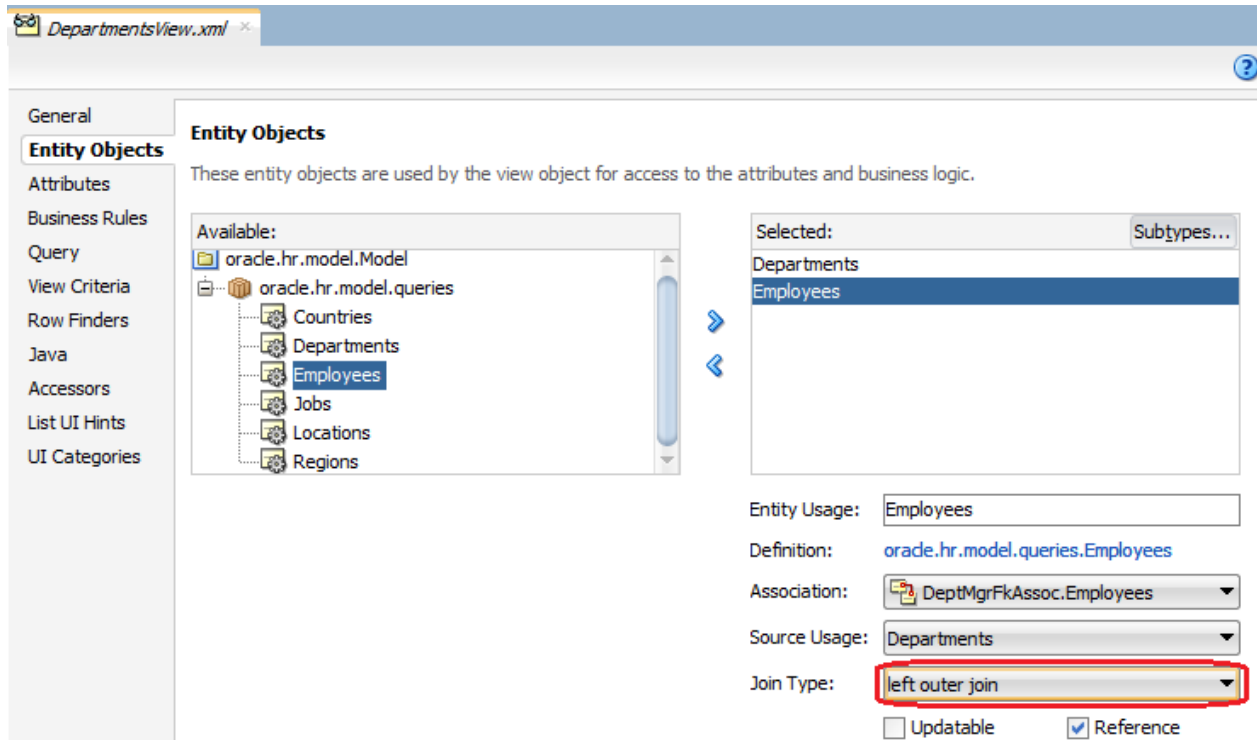 DepartmentsView.xml
General
Entity Objects
Attributes
Business Rules
Query
View Criteria
Row Finders
Java
Accessors
List UI Hints
UI Categories
Entity Objects
These entity objects are used by the view object for access to the attributes and business logic.
Available:
oracle.hr.model.Model
oracle.hr.model.queries
Countries
Departments
Employees
Jobs
Locations
Regions
Selected:
Subtypes...
Departments
Employees
Entity Usage: Employees
Definition: oracle.hr.model.queries.Employees
Association: DeptMgrFkAssoc.Employees
Source Usage: Departments
Join Type: left outer join
Updatable Reference